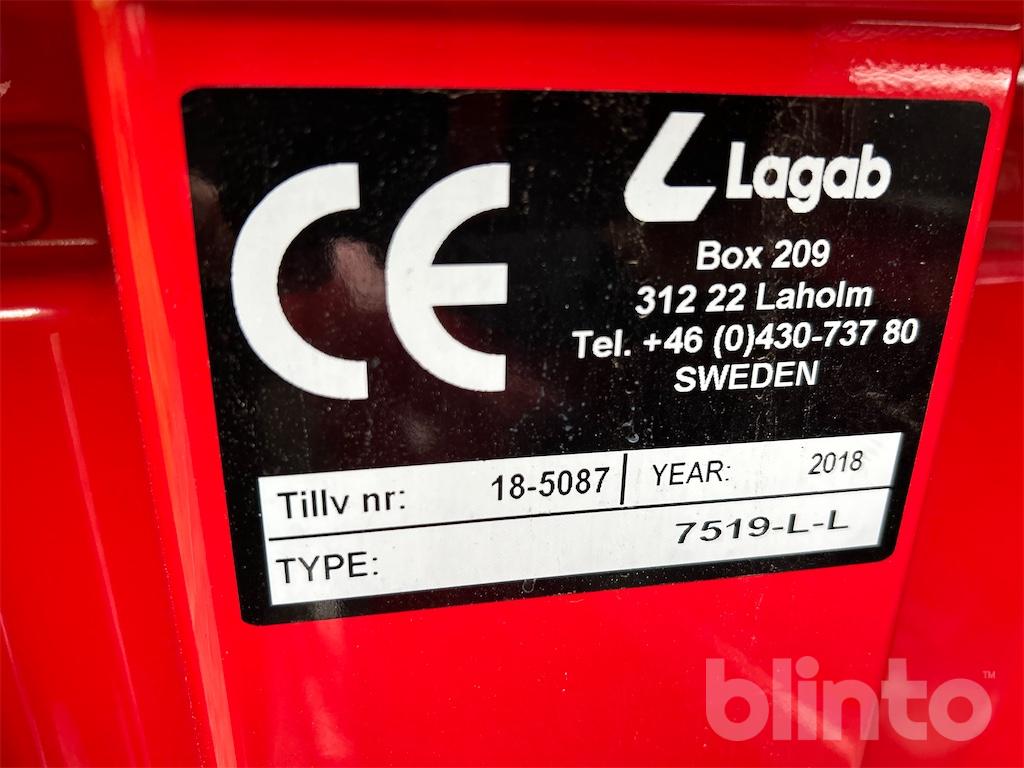 CE
Lagab
Box 209
312 22 Laholm
Tel. +46 (0)430-737 80
SWEDEN
Tillv nr: 18-5087 YEAR: 2018
TYPE: 7519-L-L
blinto™